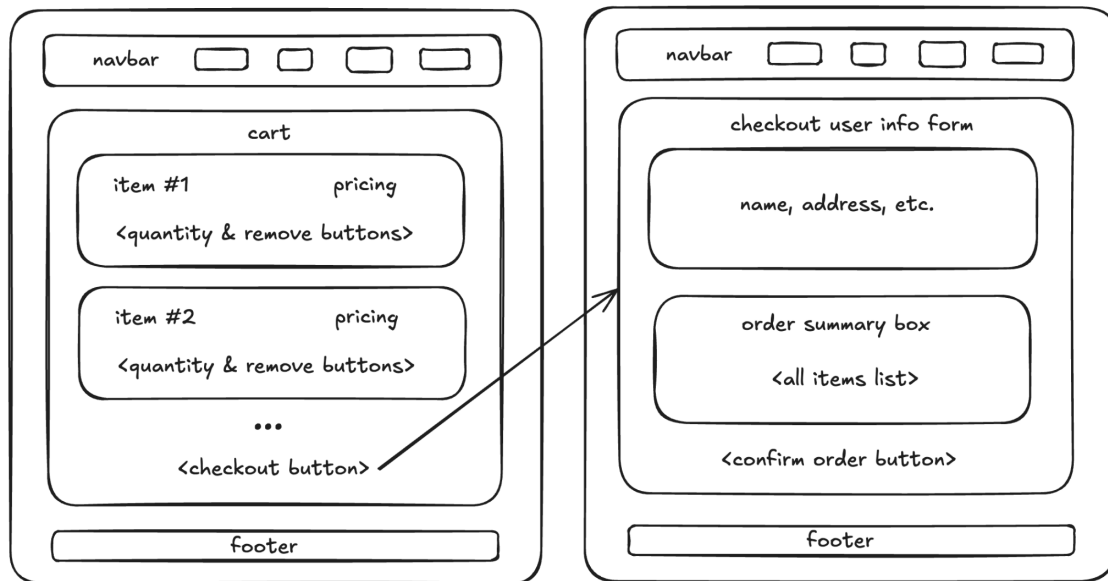 navbar
cart
item #1 pricing
<quantity & remove buttons>
item #2 pricing
<quantity & remove buttons>
...
<checkout button>
footer
navbar
checkout user info form
name, address, etc.
order summary box
<all items list>
<confirm order button>
footer